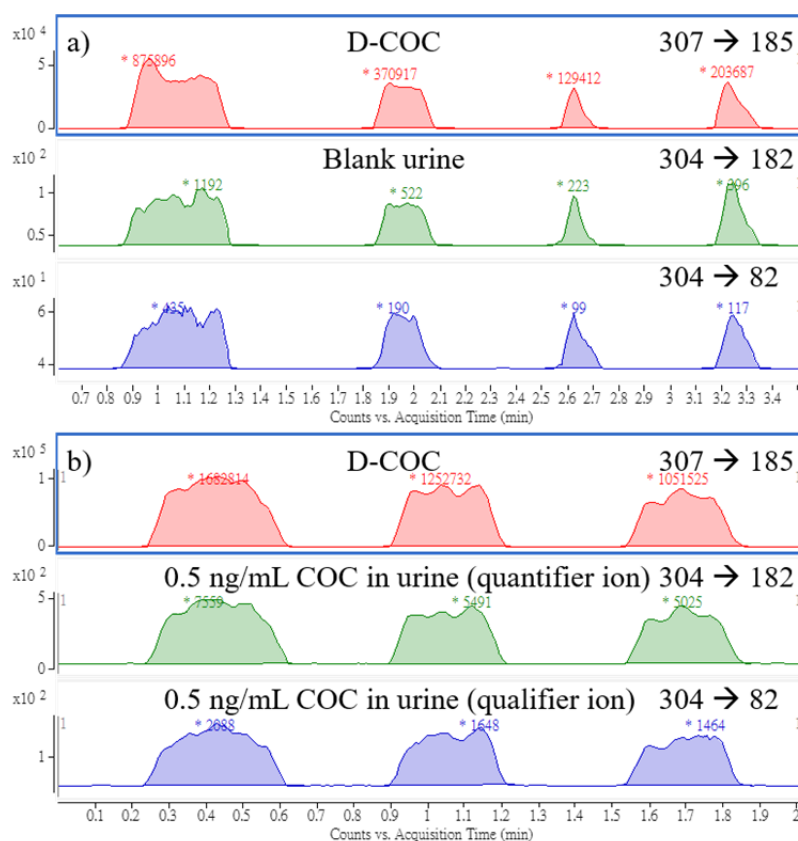 x10 4 a) D-COC 307 → 185
* 875896 * 370917 * 129412 * 203687
5
0
x10 2 Blank urine 304 → 182
* 1192 * 522 * 223 * 396
1
0.5
x10 1 304 → 82
* 435 * 190 * 99 * 117
6
4
0.7 0.8 0.9 1 1.1 1.2 1.3 1.4 1.5 1.6 1.7 1.8 1.9 2 2.1 2.2 2.3 2.4 2.5 2.6 2.7 2.8 2.9 3 3.1 3.2 3.3 3.4
Counts vs. Acquisition Time (min)
x10 5 b) D-COC 307 → 185
1 1 * 1682814 * 1252732 * 1051525
0
x10 2 0.5 ng/mL COC in urine (quantifier ion) 304 → 182
5 1 * 7559 * 5491 * 5025
0
x10 2 0.5 ng/mL COC in urine (qualifier ion) 304 → 82
1 * 2088 * 1648 * 1464
1
0.1 0.2 0.3 0.4 0.5 0.6 0.7 0.8 0.9 1 1.1 1.2 1.3 1.4 1.5 1.6 1.7 1.8 1.9 2
Counts vs. Acquisition Time (min)